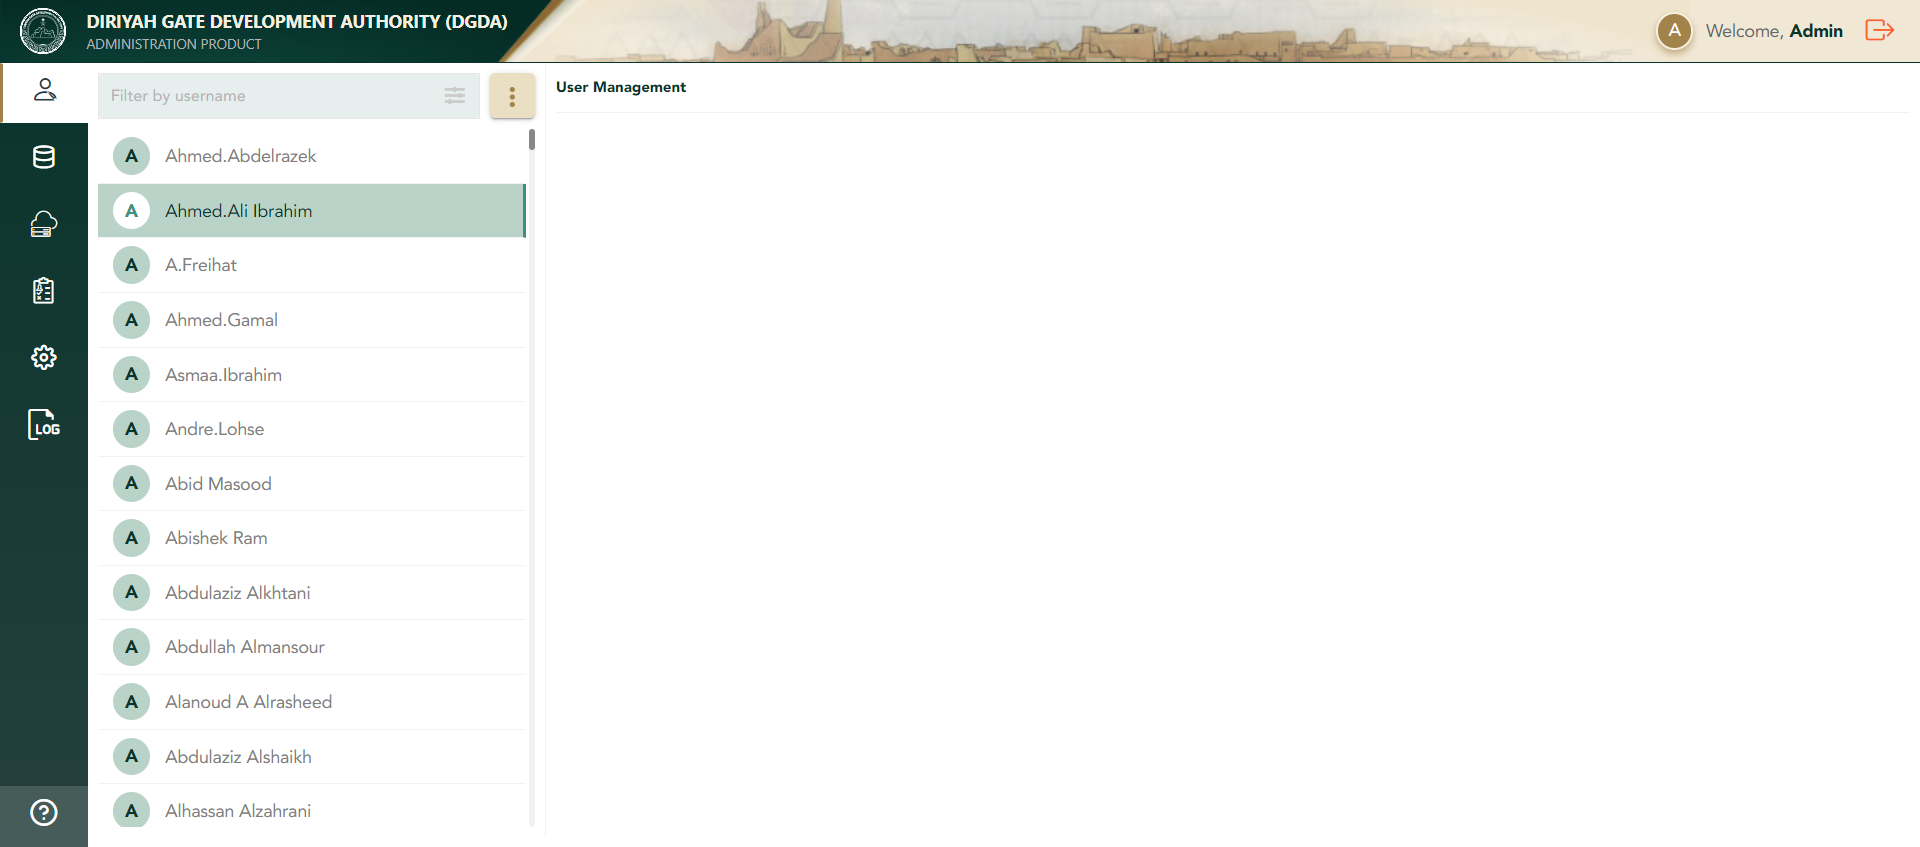 DIRIYAH GATE DEVELOPMENT AUTHORITY (DGDA)
ADMINISTRATION PRODUCT
A Welcome, Admin
Filter by username
User Management
A Ahmed.Abdelrazek
A Ahmed.Ali Ibrahim
A A.Freihat
A Ahmed.Gamal
A Asmaa.Ibrahim
A Andre.Lohse
A Abid Masood
A Abishek Ram
A Abdulaziz Alkhtani
A Abdullah Almansour
A Alanoud A Alrasheed
A Abdulaziz Alshaikh
A Alhassan Alzahrani
LOG
?